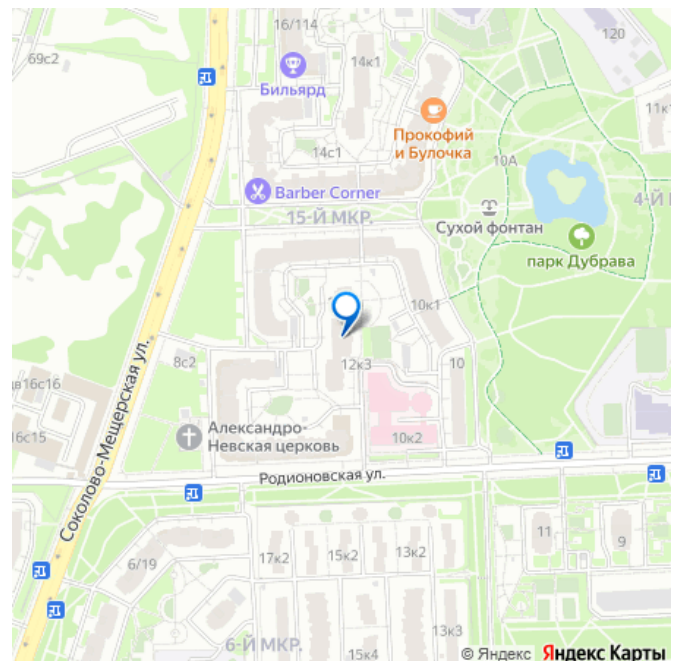 16/114
120
69с2
14к1
Бильярд
11к
Прокофий
и Булочка
14с1
10А
Barber Corner
4-Й
15-Й МКР.
Сухой фонтан
парк Дубрава
10к1
8с2
12к3
10
16с16
Соколово-Мещерская ул.
Александро-
Невская церковь
16с15
10к2
Родионовская ул.
11
9
6/19
17к2
15к2
13к2
13к3
6-Й МКР.
15к4
© Яндекс Яндекс Карты